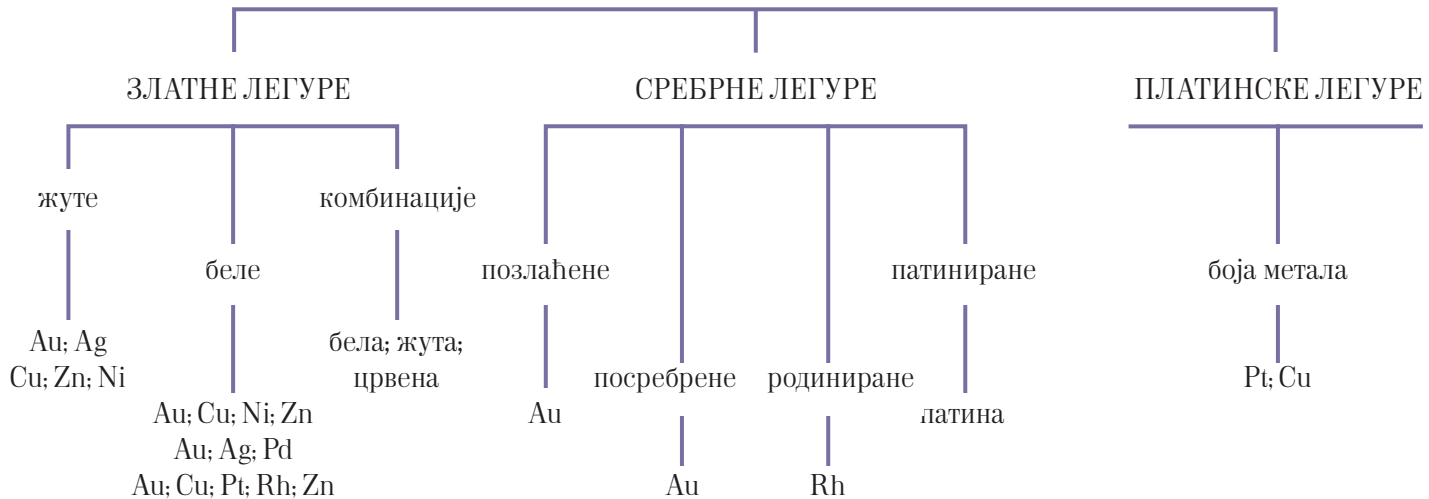 ЗЛАТНЕ ЛЕГУРЕ
СРЕБРНЕ ЛЕГУРЕ
ПЛАТИНСКЕ ЛЕГУРЕ
жуте
комбинације
беле
позлаћене
патиниране
боја метала
Au; Ag
Cu; Zn; Ni
бела; жута;
црвена
посребрене
родиниране
Pt; Cu
Au; Cu; Ni; Zn
Au; Ag; Pd
Au; Cu; Pt; Rh; Zn
Au
патина
Au
Rh